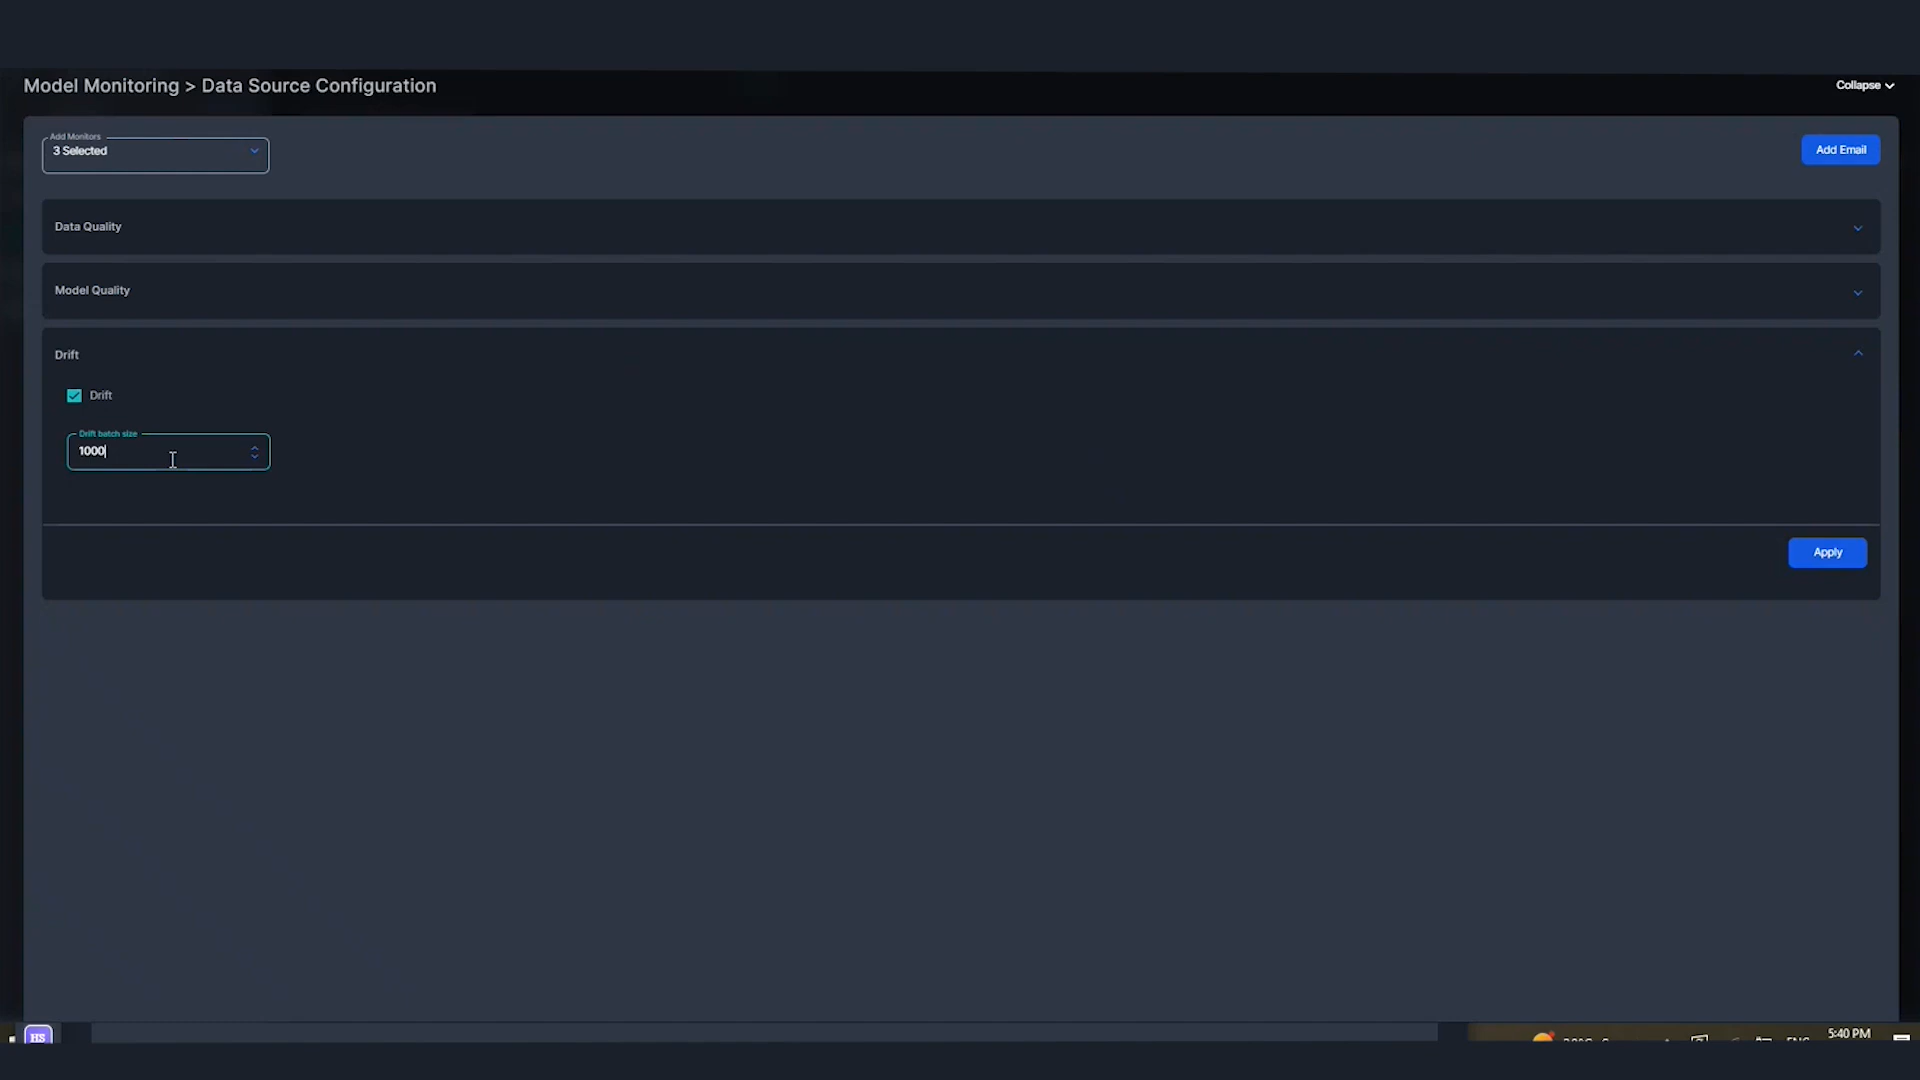 Model Monitoring > Data Source Configuration
Collapse
Add Monitors
3 Selected
Add Email
Data Quality
Model Quality
Drift
Drift
Drift batch size
1000
Apply
HS
5:40 PM